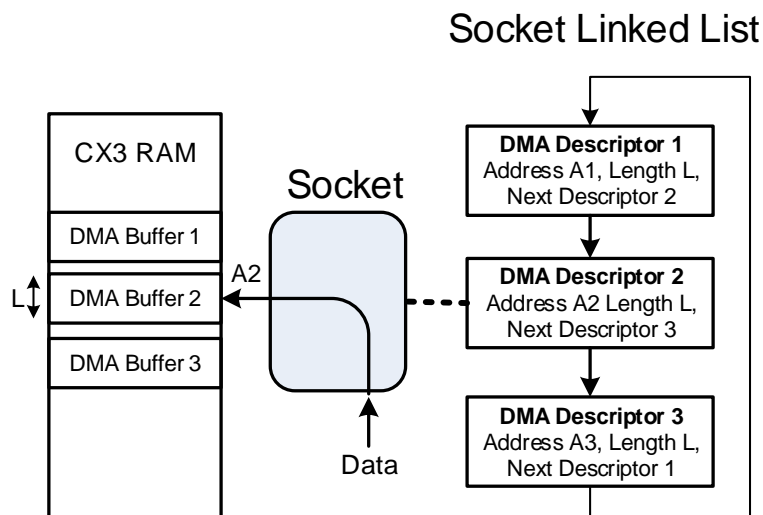 Socket Linked List
CX3 RAM
DMA Buffer 1
DMA Buffer 2
DMA Buffer 3
L
A2
Socket
Data
DMA Descriptor 1
Address A1, Length L,
Next Descriptor 2
DMA Descriptor 2
Address A2 Length L,
Next Descriptor 3
DMA Descriptor 3
Address A3, Length L,
Next Descriptor 1